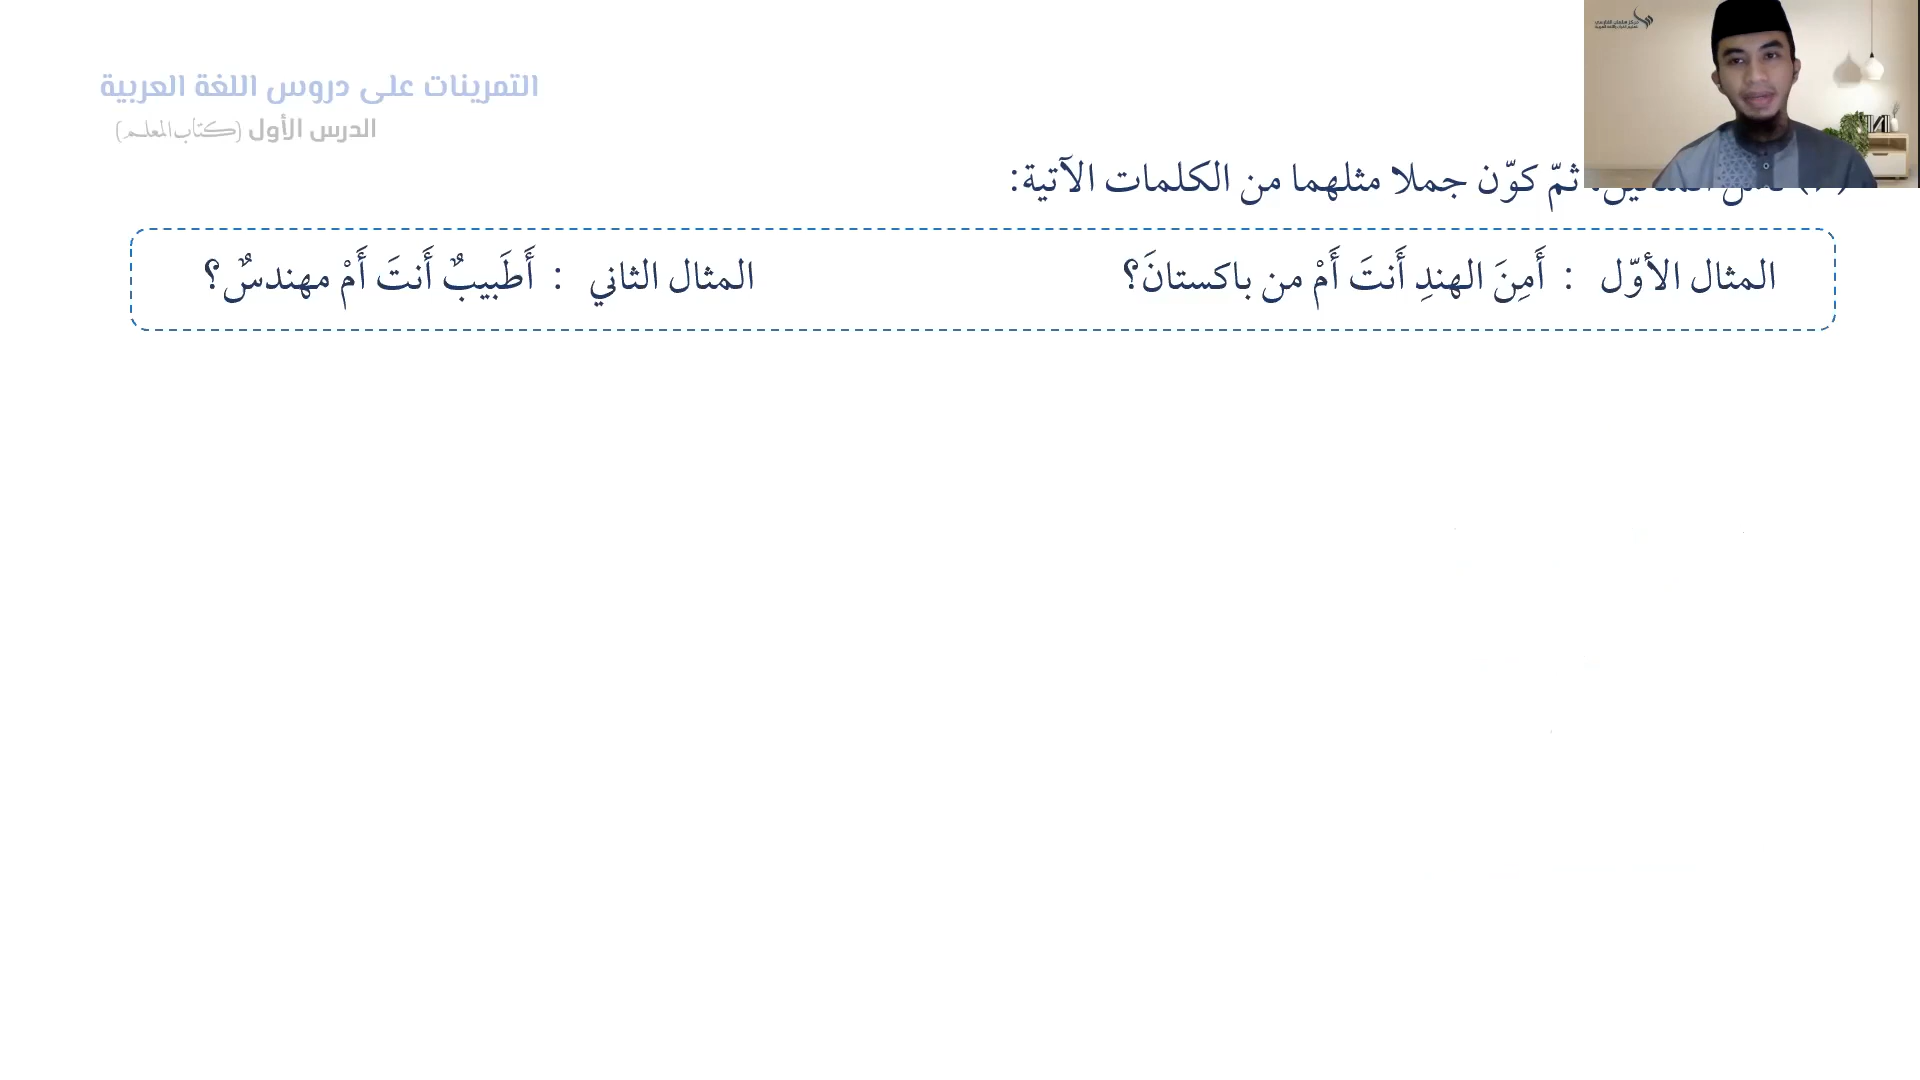 التمرينات على دروس اللغة العربية
الدرس الأول (كتاب المعلم)
ثمّ كوّن جملا مثلهما من الكلمات الآتية:
المثال الأوّل : أَمِنَ الهندِ أَنتَ أَمْ من باكستانَ؟
المثال الثاني : أَطَبيبٌ أَنتَ أَمْ مهندسٌ؟